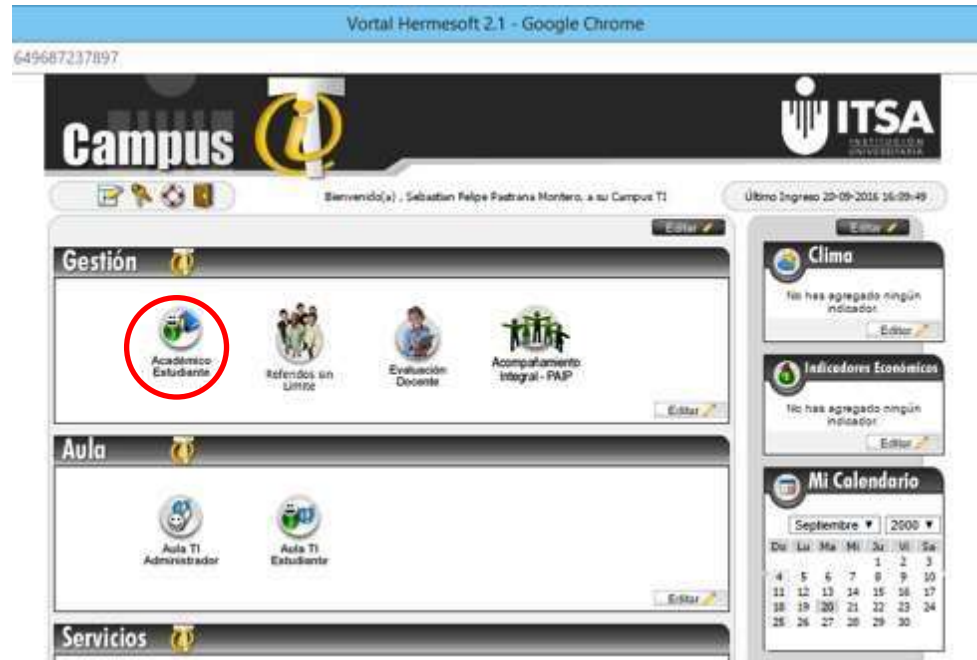 Vortal Hermesoft 2.1 - Google Chrome
649687237897
Campus
ITSA
INSTITUCIÓN
UNIVERSITARIA
Bienvenido(a) , Sebastian Felipe Pastrana Montero, a su Campus TI
Último Ingreso 20-09-2016 16:09:49
Editar
Gestión
Académico
Estudiante
Referidos sin
Limite
Evaluación
Docente
Acompañamiento
Integral - PAIP
Editar
Aula
Aula TI
Administrador
Aula TI
Estudiante
Editar
Servicios
Editar
Clima
No has agregado ningún
indicador.
Editar
Indicadores Económicos
No has agregado ningún
indicador.
Editar
Mi Calendario
Septiembre 2000
Do Lu Ma Mi Ju Vi Sa
1 2 3
4 5 6 7 8 9 10
11 12 13 14 15 16 17
18 19 20 21 22 23 24
25 26 27 28 29 30